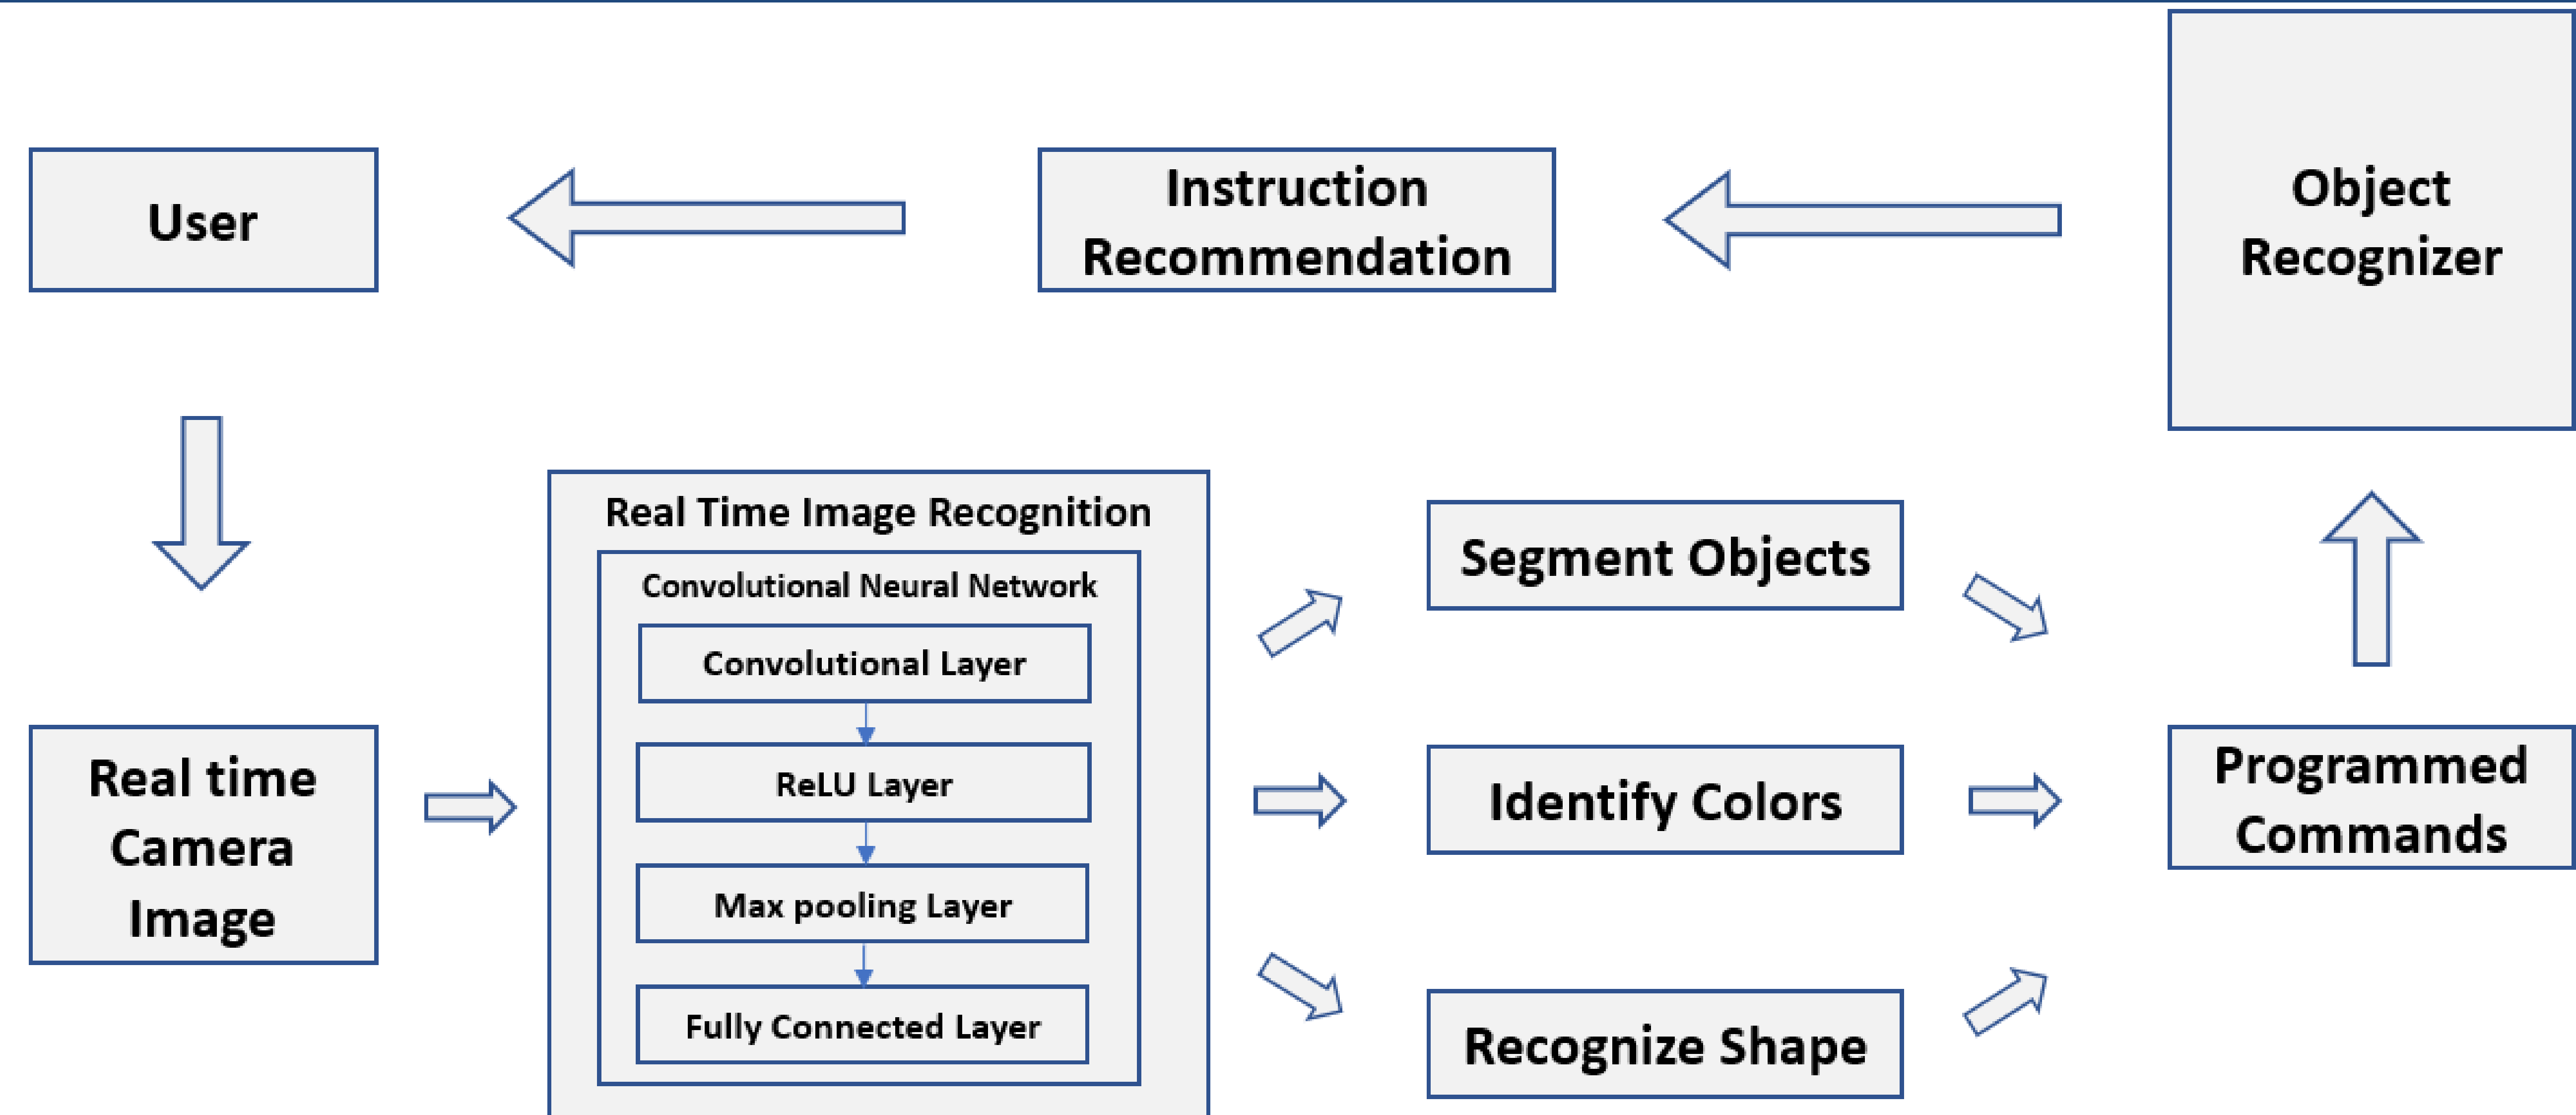 User
Instruction
Recommendation
Object
Recognizer
Real time
Camera
Image
Real Time Image Recognition
Convolutional Neural Network
Convolutional Layer
ReLU Layer
Max pooling Layer
Fully Connected Layer
Segment Objects
Identify Colors
Recognize Shape
Programmed
Commands